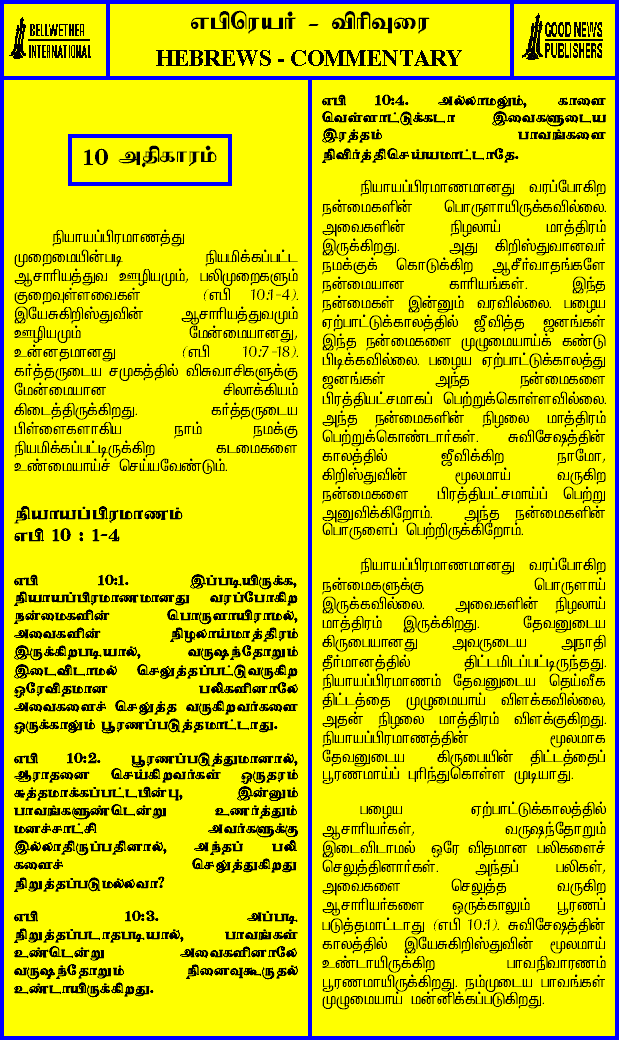 BELLWETHER
INTERNATIONAL
எபிரெயர் - விரிவுரை
HEBREWS - COMMENTARY
GOOD NEWS
PUBLISHERS
10 அதிகாரம்
நியாயப்பிரமாணத்து
முறைமையின்படி நியமிக்கப்பட்ட
ஆசாரியத்துவ ஊழியமும், பலிமுறைகளும்
குறைவுள்ளவைகள் (எபி 10:1-4).
இயேசுகிறிஸ்துவின் ஆசாரியத்துவமும்
ஊழியமும் மேன்மையானது,
உன்னதமானது (எபி 10:7-18).
கர்த்தருடைய சமுகத்தில் விசுவாசிகளுக்கு
மேன்மையான சிலாக்கியம்
கிடைத்திருக்கிறது. கர்த்தருடைய
பிள்ளைகளாகிய நாம் நமக்கு
நியமிக்கப்பட்டிருக்கிற கடமைகளை
உண்மையாய்ச் செய்யவேண்டும்.
நியாயப்பிரமாணம்
எபி 10 : 1-4
எபி 10:1. இப்படியிருக்க,
நியாயப்பிரமாணமானது வரப்போகிற
நன்மைகளின் பொருளாயிராமல்,
அவைகளின் நிழலாய்மாத்திரம்
இருக்கிறபடியால், வருஷந்தோறும்
இடைவிடாமல் செலுத்தப்பட்டுவருகிற
ஒரேவிதமான பலிகளினாலே
அவைகளைச் செலுத்த வருகிறவர்களை
ஒருக்காலும் பூரணப்படுத்தமாட்டாது.
எபி 10:2. பூரணப்படுத்துமானால்,
ஆராதனை செய்கிறவர்கள் ஒருதரம்
சுத்தமாக்கப்பட்டபின்பு, இன்னும்
பாவங்களுண்டென்று உணர்த்தும்
மனச்சாட்சி அவர்களுக்கு
இல்லாதிருப்பதினால், அந்தப் பலி
களைச் செலுத்துகிறது
நிறுத்தப்படுமல்லவா?
எபி 10:3. அப்படி
நிறுத்தப்படாதபடியால், பாவங்கள்
உண்டென்று அவைகளினாலே
வருஷந்தோறும் நினைவுகூருதல்
உண்டாயிருக்கிறது.
எபி 10:4. அல்லாமலும், காளை
வெள்ளாட்டுக்கடா இவைகளுடைய
இரத்தம் பாவங்களை
நிவிர்த்திசெய்யமாட்டாதே.
நியாயப்பிரமாணமானது வரப்போகிற
நன்மைகளின் பொருளாயிருக்கவில்லை.
அவைகளின் நிழலாய் மாத்திரம்
இருக்கிறது. அது கிறிஸ்துவானவர்
நமக்குக் கொடுக்கிற ஆசீர்வாதங்களே
நன்மையான காரியங்கள். இந்த
நன்மைகள் இன்னும் வரவில்லை. பழைய
ஏற்பாட்டுக்காலத்தில் ஜீவித்த ஜனங்கள்
இந்த நன்மைகளை முழுமையாய்க் கண்டு
பிடிக்கவில்லை. பழைய ஏற்பாட்டுக்காலத்து
ஜனங்கள் அந்த நன்மைகளை
பிரத்தியட்சமாகப் பெற்றுக்கொள்ளவில்லை.
அந்த நன்மைகளின் நிழலை மாத்திரம்
பெற்றுக்கொண்டார்கள். சுவிசேஷத்தின்
காலத்தில் ஜீவிக்கிற நாமோ,
கிறிஸ்துவின் மூலமாய் வருகிற
நன்மைகளை பிரத்தியட்சமாய்ப் பெற்று
அனுவிக்கிறோம். அந்த நன்மைகளின்
பொருளைப் பெற்றிருக்கிறோம்.
நியாயப்பிரமாணமானது வரப்போகிற
நன்மைகளுக்கு பொருளாய்
இருக்கவில்லை. அவைகளின் நிழலாய்
மாத்திரம் இருக்கிறது. தேவனுடைய
கிருபையானது அவருடைய அநாதி
தீர்மானத்தில் திட்டமிடப்பட்டிருந்தது.
நியாயப்பிரமாணம் தேவனுடைய தெய்வீக
திட்டத்தை முழுமையாய் விளக்கவில்லை,
அதன் நிழலை மாத்திரம் விளக்குகிறது.
நியாயப்பிரமாணத்தின் மூலமாக
தேவனுடைய கிருபையின் திட்டத்தைப்
பூரணமாய்ப் புரிந்துகொள்ள முடியாது.
பழைய ஏற்பாட்டுக்காலத்தில்
ஆசாரியர்கள், வருஷந்தோறும்
இடைவிடாமல் ஒரே விதமான பலிகளைச்
செலுத்தினார்கள். அந்தப் பலிகள்,
அவைகளை செலுத்த வருகிற
ஆசாரியர்களை ஒருக்காலும் பூரணப்
படுத்தமாட்டாது (எபி 10:1). சுவிசேஷத்தின்
காலத்தில் இயேசுகிறிஸ்துவின் மூலமாய்
உண்டாயிருக்கிற பாவநிவாரணம்
பூரணமாயிருக்கிறது. நம்முடைய பாவங்கள்
முழுமையாய் மன்னிக்கப்படுகிறது.